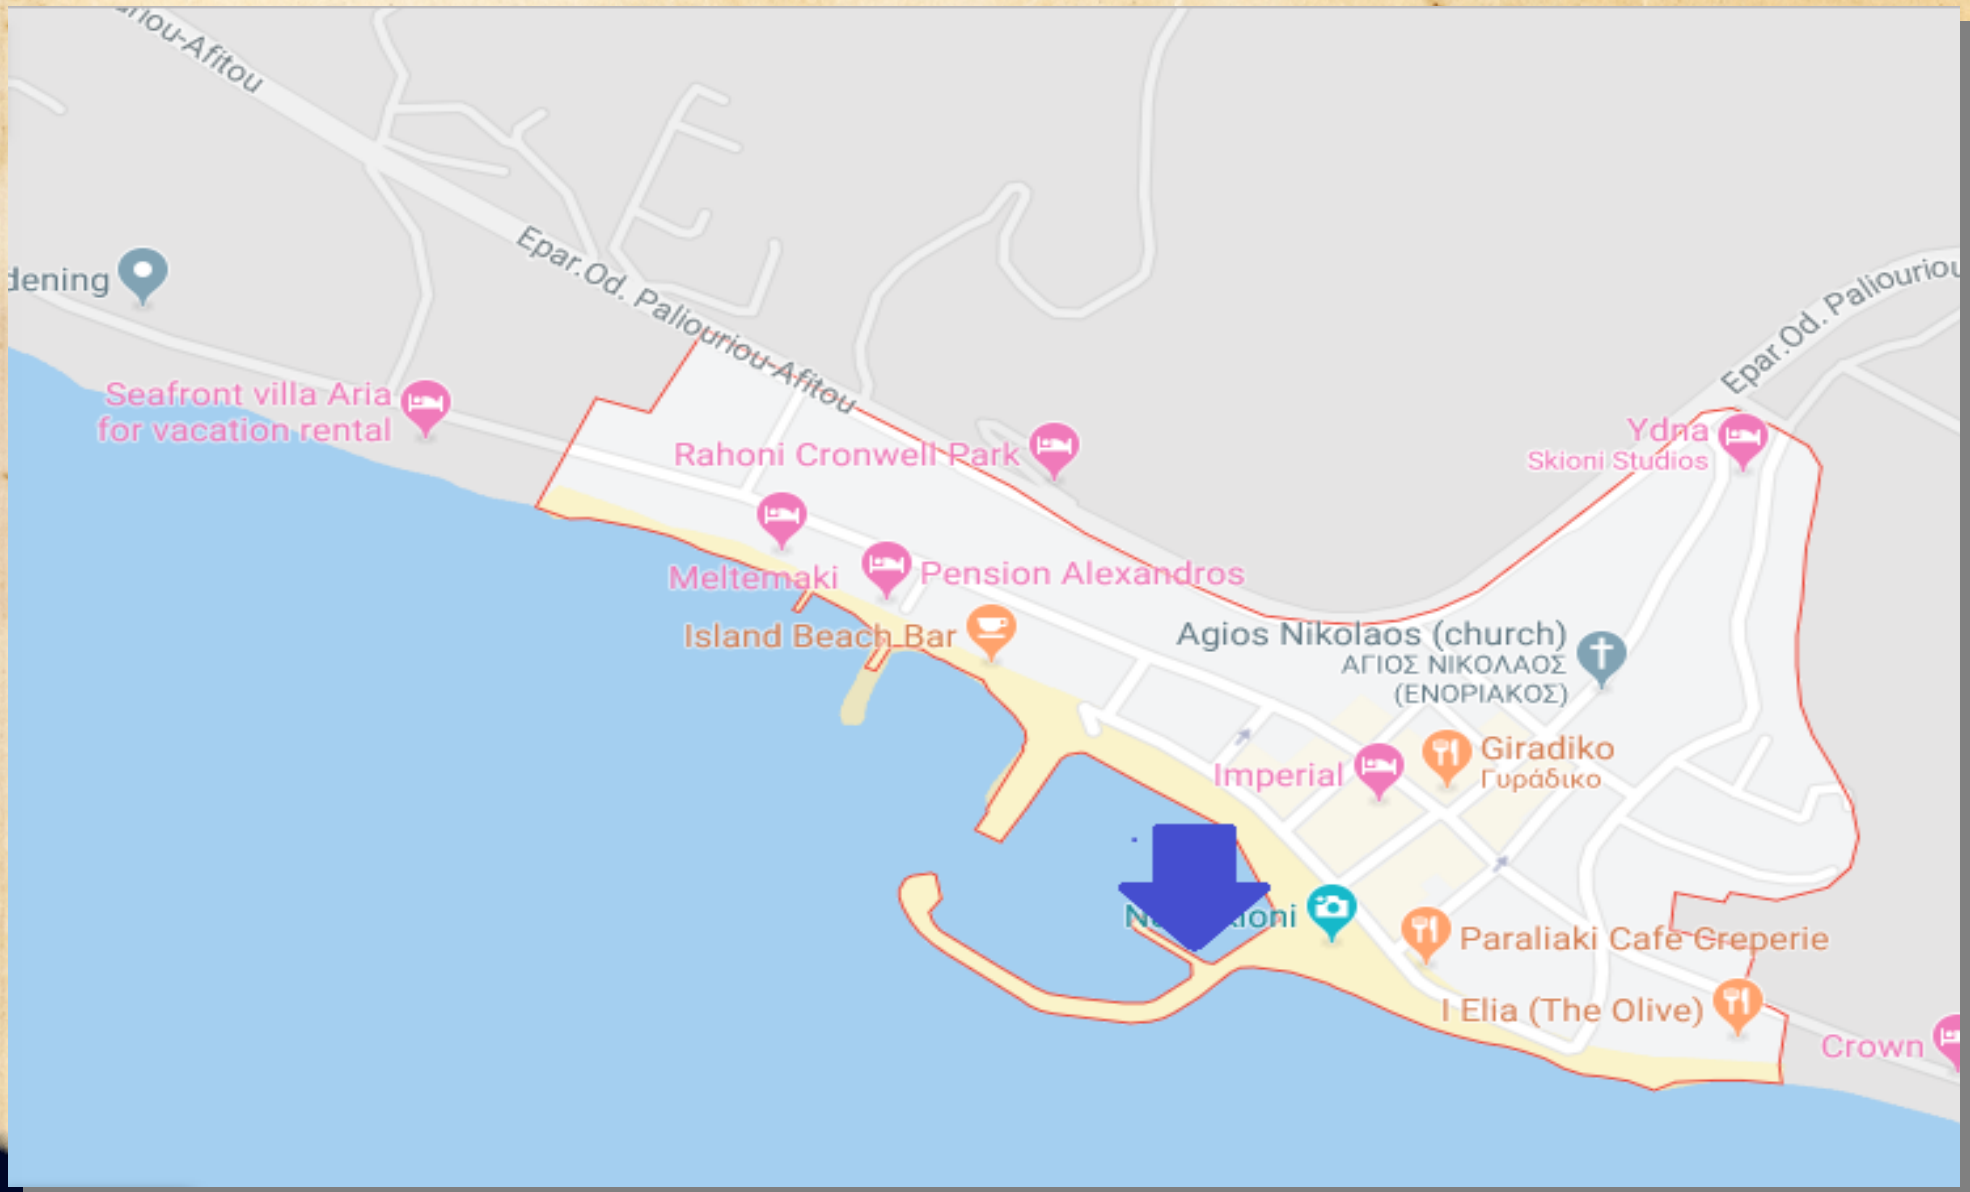 riou-Afitou
Epar.Od. Paliouriou-Afitou
Epar.Od. Paliouriou
dening
Seafront villa Aria
for vacation rental
Rahoni Cronwell Park
Ydna
Skioni Studios
Meltemaki
Pension Alexandros
Island Beach Bar
Agios Nikolaos (church)
ΑΓΙΟΣ ΝΙΚΟΛΑΟΣ
(ΕΝΟΡΙΑΚΟΣ)
Giradiko
Γυράδικο
Imperial
Paraliaki Cafe Creperie
I Elia (The Olive)
Crown